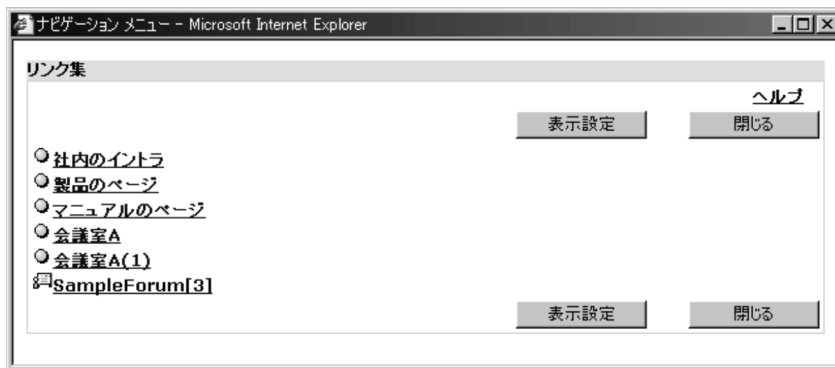 ナビゲーション メニュー - Microsoft Internet Explorer
リンク集
ヘルプ
表示設定 閉じる
社内のイントラ
製品のページ
マニュアルのページ
会議室A
会議室A(1)
SampleForum[3]
表示設定 閉じる